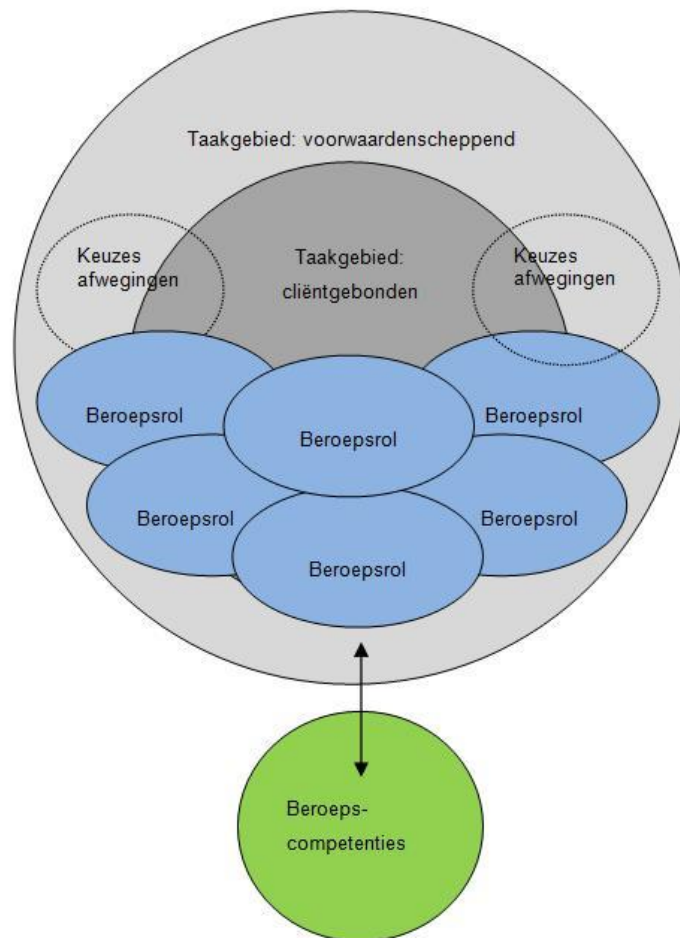 Taakgebied: voorwaardenscheppend
Keuzes
afwegingen
Taakgebied:
cliëntgebonden
Keuzes
afwegingen
Beroepsrol
Beroepsrol
Beroepsrol
Beroepsrol
Beroepsrol
Beroepsrol
Beroeps-
competenties